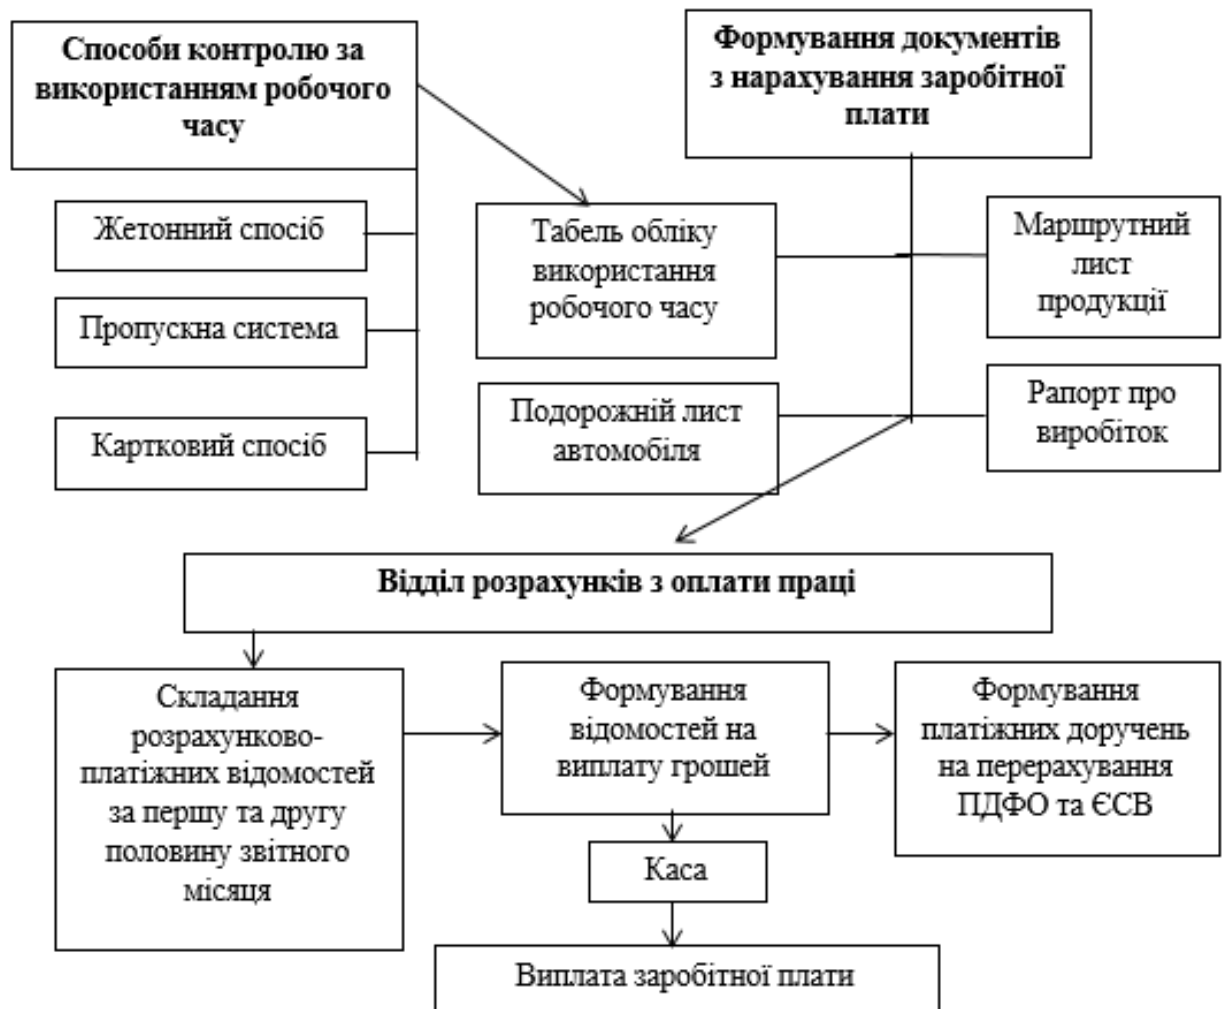 Способи контролю за
використанням робочого
часу
Формування документів
з нарахування заробітної
плати
Жетонний спосіб
Пропускна система
Картковий спосіб
Табель обліку
використання
робочого часу
Маршрутний
лист
продукції
Подорожній лист
автомобіля
Рапорт про
виробіток
Відділ розрахунків з оплати праці
Складання
розрахунково-
платіжних відомостей
за першу та другу
половину звітного
місяця
Формування
відомостей на
виплату грошей
Формування
платіжних доручень
на перерахування
ПДФО та ЄСВ
Каса
Виплата заробітної плати